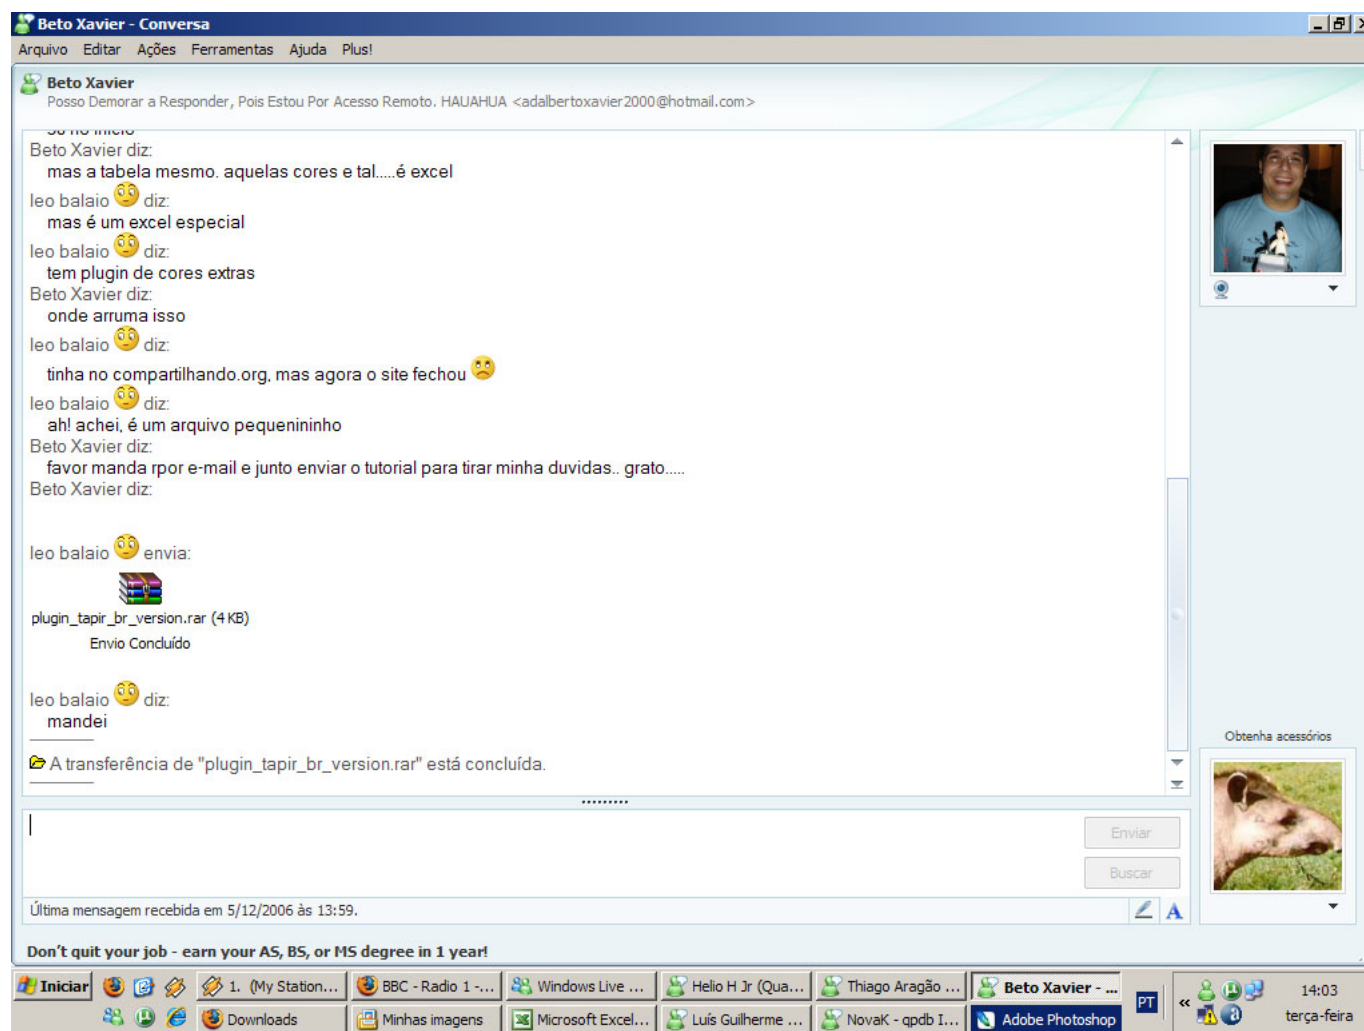 Beto Xavier - Conversa
Arquivo Editar Ações Ferramentas Ajuda Plus!
Beto Xavier
Posso Demorar a Responder, Pois Estou Por Acesso Remoto. HAUAHUA <adalbertoxavier2000@hotmail.com>
Beto Xavier diz:
mas a tabela mesmo. aquelas cores e tal.....é excel
leo balaio diz:
mas é um excel especial
leo balaio diz:
tem plugin de cores extras
Beto Xavier diz:
onde arruma isso
leo balaio diz:
tinha no compartilhando.org, mas agora o site fechou
leo balaio diz:
ah! achei, é um arquivo pequenininho
Beto Xavier diz:
favor manda rpor e-mail e junto enviar o tutorial para tirar minha duvidas.. grato.....
Beto Xavier diz:
leo balaio envia:
plugin_tapir_br_version.rar (4 KB)
Envio Concluído
leo balaio diz:
mandei
A transferência de "plugin_tapir_br_version.rar" está concluída.
Obtenha acessórios
Enviar
Buscar
Última mensagem recebida em 5/12/2006 às 13:59.
A
Don't quit your job - earn your AS, BS, or MS degree in 1 year!
Iniciar 1. (My Station... BBC - Radio 1 -... Windows Live ... Helio H Jr (Qua... Thiago Aragão ... Beto Xavier - ... PT « 14:03
Downloads Minhas imagens Microsoft Excel... Luís Guilherme ... NovaK - qpdb I... Adobe Photoshop terça-feira